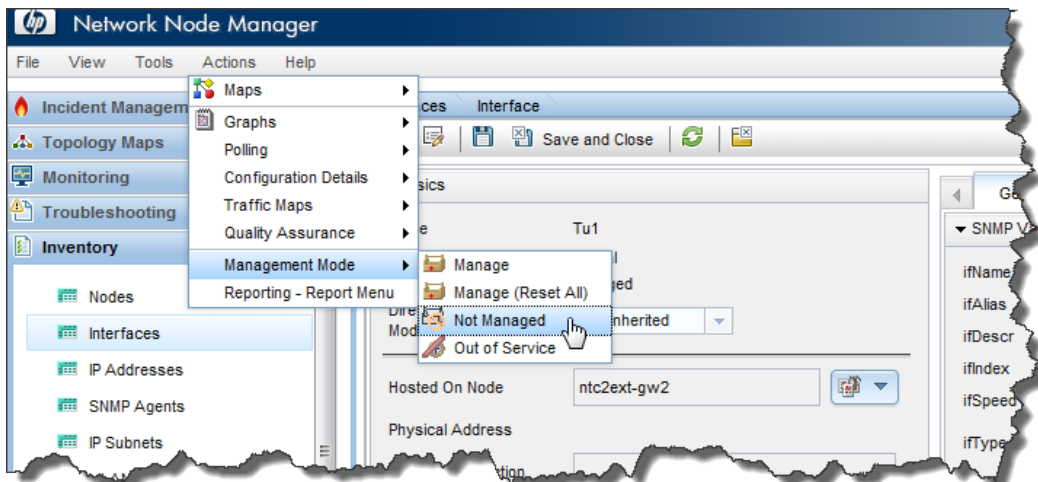 hp Network Node Manager
File View Tools Actions Help
Incident Managem
Maps
Interface
Graphs
Save and Close
Topology Maps
Polling
Monitoring
Configuration Details
Troubleshooting
Traffic Maps
Tu1
SNMP
Inventory
Quality Assurance
Management Mode
Manage
ifName
Nodes
Reporting - Report Menu
Manage (Reset All)
ifAlias
Not Managed
nherited
Interfaces
Out of Service
ifDescr
IP Addresses
Hosted On Node
ntc2ext-gw2
ifIndex
SNMP Agents
ifSpeed
IP Subnets
Physical Address
ifType